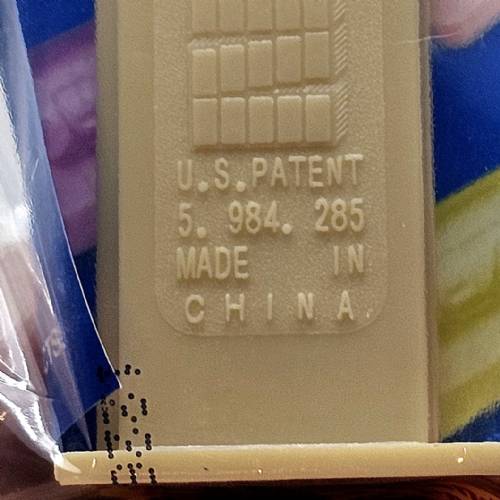 U.S.PATENT
5. 984. 285
MADE IN
CHINA.